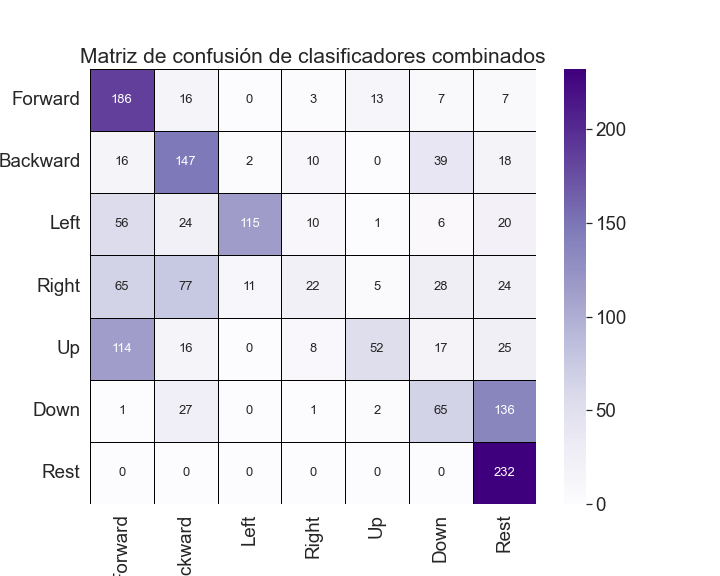 Matriz de confusión de clasificadores combinados
Forward 186 16 0 3 13 7 7
Backward 16 147 2 10 0 39 18
Left 56 24 115 10 1 6 20
Right 65 77 11 22 5 28 24
Up 114 16 0 8 52 17 25
Down 1 27 0 1 2 65 136
Rest 0 0 0 0 0 0 232
Forward ckward Left Right Up Down Rest
200
150
100
50
0